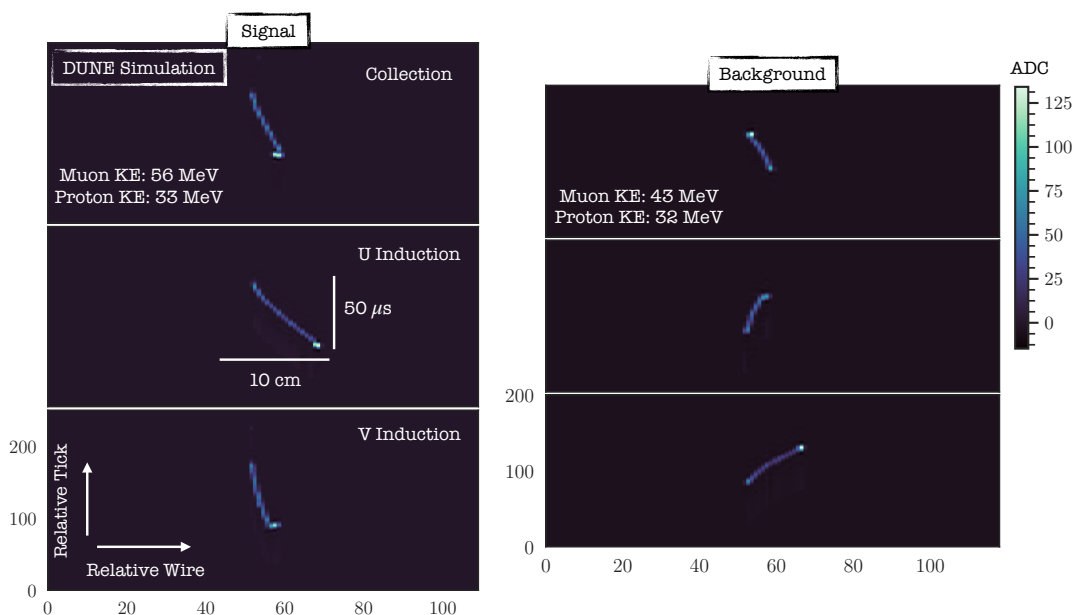 Signal
DUNE Simulation
Collection
Muon KE: 56 MeV
Proton KE: 33 MeV
U Induction
50 μs
10 cm
V Induction
200
100
0
Relative Tick
Relative Wire
0 20 40 60 80 100
Background
Muon KE: 43 MeV
Proton KE: 32 MeV
200
100
0
0 20 40 60 80 100
ADC
125
100
75
50
25
0